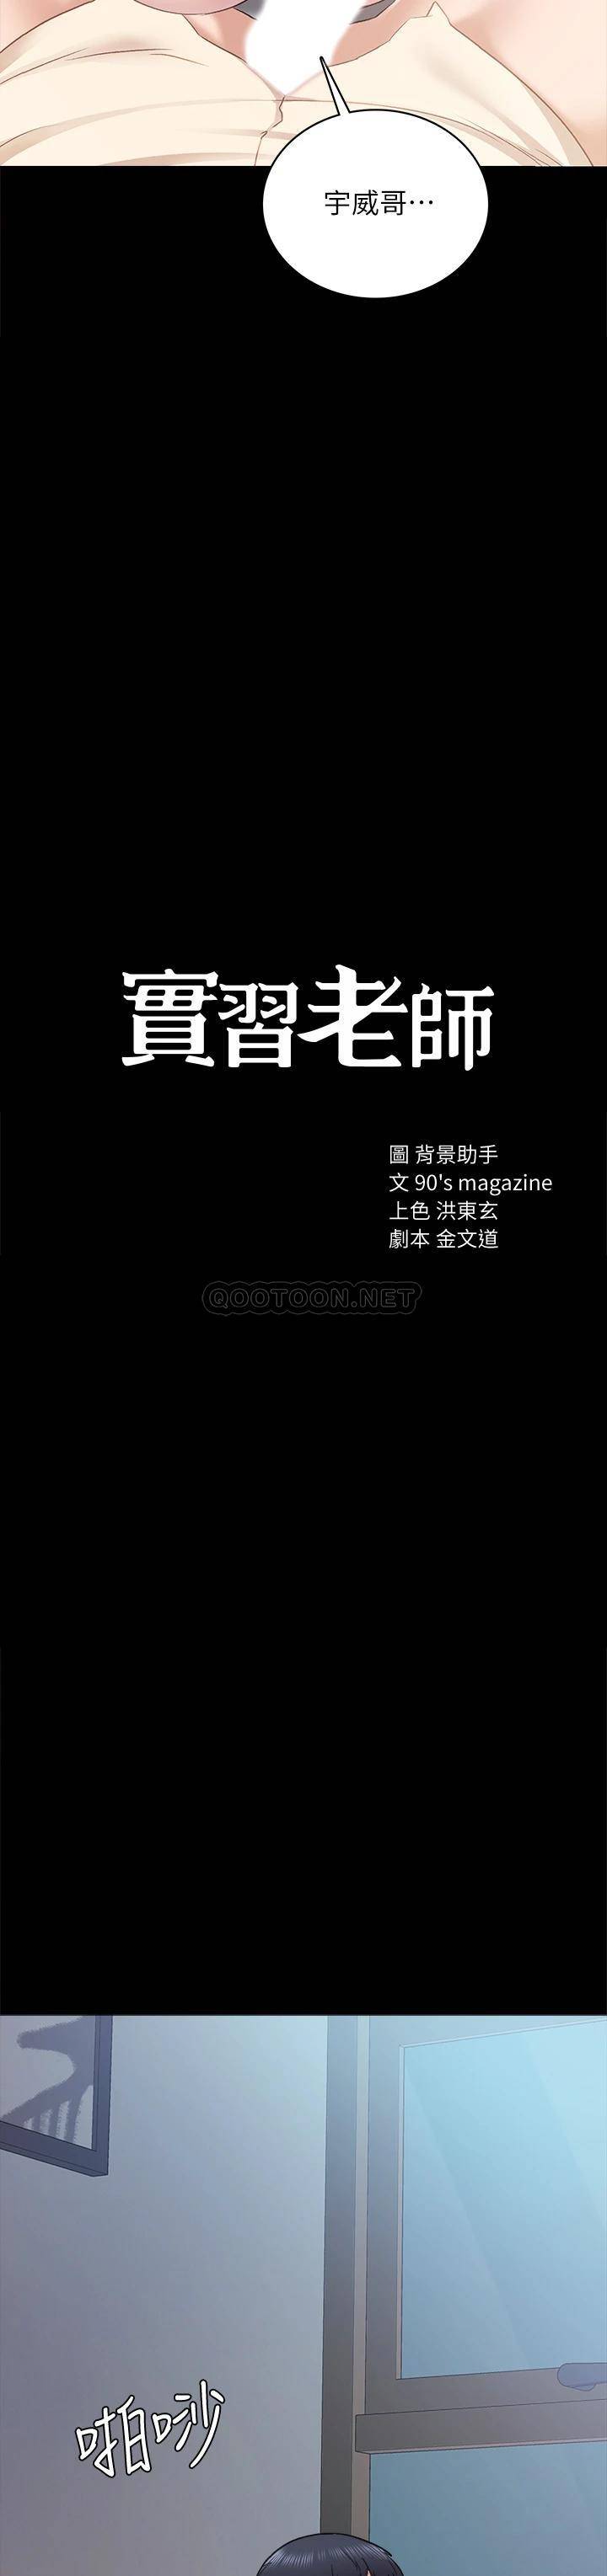 宇威哥⋯
實習老師
圖 背景助手
文 90's magazine
上色 洪東玄
劇本 金文道
QOOTOON.NET
啪吵